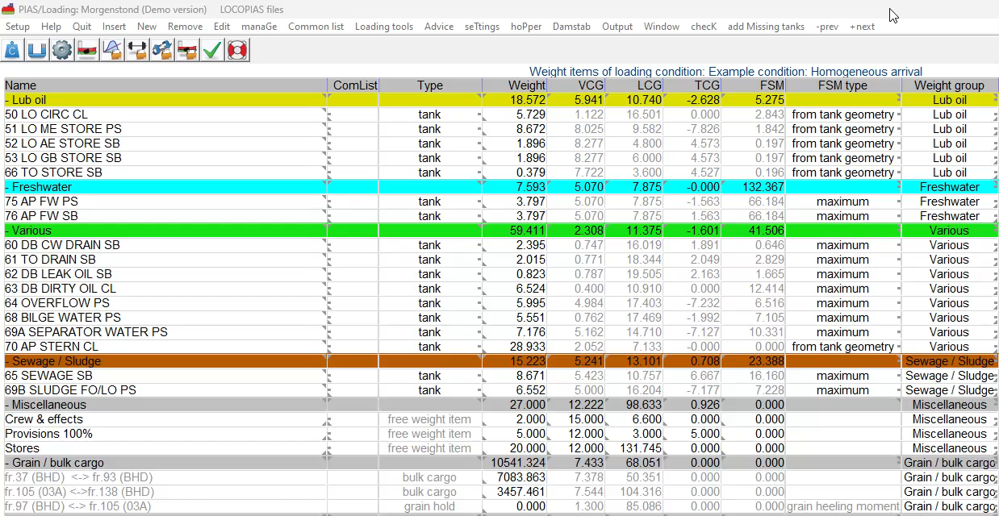 PIAS/Loading: Morgenstond (Demo version) LOCOPIAS files
Setup Help Quit Insert New Remove Edit manaGe Common list Loading tools Advice seTtings hoPper Damstab Output Window checK add Missing tanks -prev +next
Weight items of loading condition: Example condition: Homogeneous arrival
Name ComList Type Weight VCG LCG TCG FSM FSM type Weight group
- Lub oil 18.572 5.941 10.740 -2.628 5.275 Lub oil
50 LO CIRC CL tank 5.729 1.122 16.501 0.000 2.843 from tank geometry Lub oil
51 LO ME STORE PS tank 8.672 8.025 9.582 -7.826 1.842 from tank geometry Lub oil
52 LO AE STORE SB tank 1.896 8.277 4.800 4.573 0.197 from tank geometry Lub oil
53 LO GB STORE SB tank 1.896 8.277 6.000 4.573 0.197 from tank geometry Lub oil
66 TO STORE SB tank 0.379 7.722 3.600 4.527 0.196 from tank geometry Lub oil
- Freshwater 7.593 5.070 7.875 -0.000 132.367 Freshwater
75 AP FW PS tank 3.797 5.070 7.875 -1.563 66.184 maximum Freshwater
76 AP FW SB tank 3.797 5.070 7.875 1.563 66.184 maximum Freshwater
- Various 59.411 2.308 11.375 -1.601 41.506 Various
60 DB CW DRAIN SB tank 2.395 0.747 16.019 1.891 0.646 maximum Various
61 TO DRAIN SB tank 2.015 0.771 18.344 2.049 2.829 maximum Various
62 DB LEAK OIL SB tank 0.823 0.787 19.505 2.163 1.665 maximum Various
63 DB DIRTY OIL CL tank 6.524 0.400 10.910 0.000 12.414 maximum Various
64 OVERFLOW PS tank 5.995 4.984 17.403 -7.232 6.516 maximum Various
68 BILGE WATER PS tank 5.551 0.762 17.469 -1.992 7.105 maximum Various
69A SEPARATOR WATER PS tank 7.176 5.162 14.710 -7.127 10.331 maximum Various
70 AP STERN CL tank 28.933 2.052 7.133 -0.000 0.000 from tank geometry Various
- Sewage / Sludge 15.223 5.241 13.101 0.708 23.388 Sewage / Sludge
65 SEWAGE SB tank 8.671 5.423 10.757 6.667 16.160 maximum Sewage / Sludge
69B SLUDGE FO/LO PS tank 6.552 5.000 16.204 -7.177 7.228 maximum Sewage / Sludge
- Miscellaneous 27.000 12.222 98.633 0.926 0.000 Miscellaneous
Crew & effects free weight item 2.000 15.000 6.600 0.000 0.000 Miscellaneous
Provisions 100% free weight item 5.000 12.000 3.000 5.000 0.000 Miscellaneous
Stores free weight item 20.000 12.000 131.745 0.000 0.000 Miscellaneous
- Grain / bulk cargo 10541.324 7.433 68.051 0.000 0.000 Grain / bulk cargo
fr.37 (BHD) <-> fr.93 (BHD) bulk cargo 7083.863 7.378 50.351 0.000 0.000 Grain / bulk cargo
fr.105 (03A) <->fr.138 (BHD) bulk cargo 3457.461 7.544 104.316 0.000 0.000 Grain / bulk cargo
fr.97 (BHD) <-> fr.105 (03A) grain hold 0.000 1.300 85.086 0.000 0.000 grain heeling moment Grain / bulk cargo